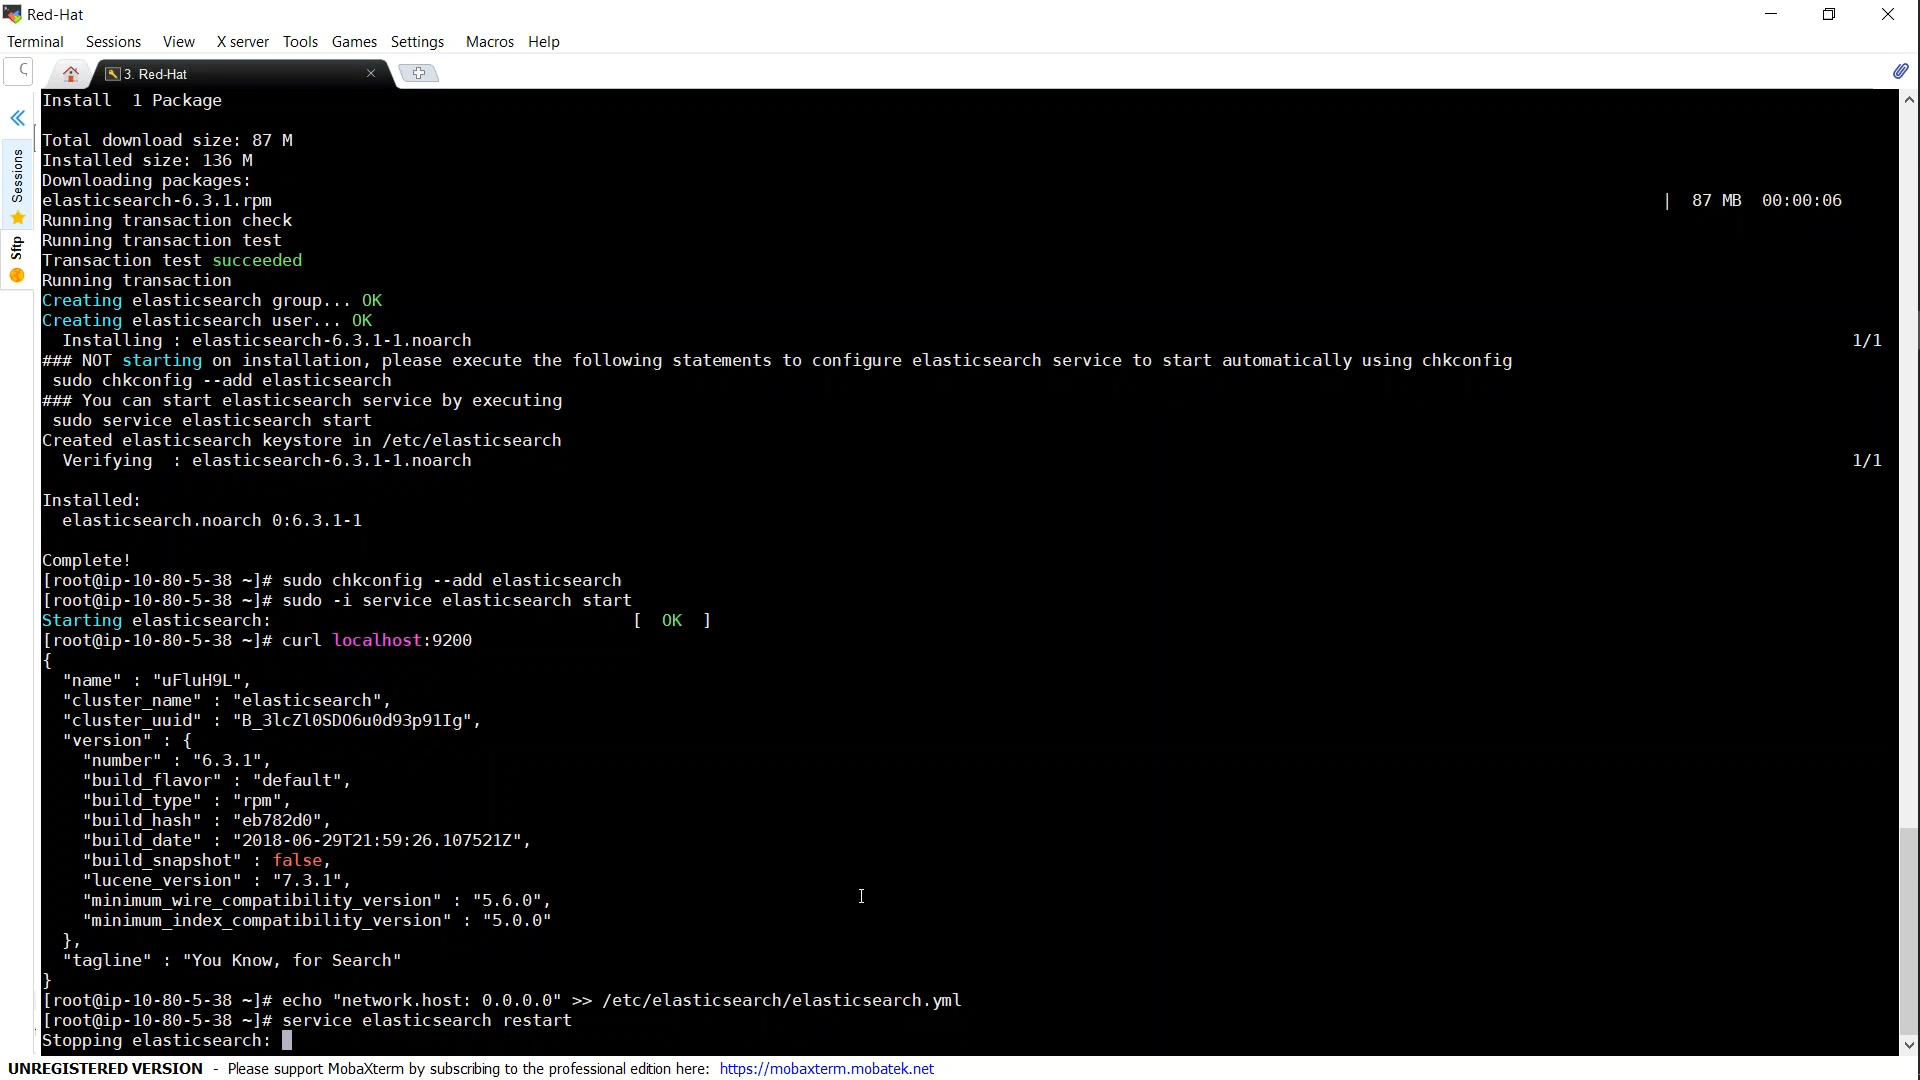 Red-Hat
Terminal Sessions View X server Tools Games Settings Macros Help
3. Red-Hat
Sessions
Sftp
Install  1 Package
Total download size: 87 M
Installed size: 136 M
Downloading packages:
elasticsearch-6.3.1.rpm | 87 MB 00:00:06
Running transaction check
Running transaction test
Transaction test succeeded
Running transaction
Creating elasticsearch group... OK
Creating elasticsearch user... OK
  Installing : elasticsearch-6.3.1-1.noarch 1/1
### NOT starting on installation, please execute the following statements to configure elasticsearch service to start automatically using chkconfig
 sudo chkconfig --add elasticsearch
### You can start elasticsearch service by executing
 sudo service elasticsearch start
Created elasticsearch keystore in /etc/elasticsearch
  Verifying  : elasticsearch-6.3.1-1.noarch 1/1
Installed:
  elasticsearch.noarch 0:6.3.1-1
Complete!
[root@ip-10-80-5-38 ~]# sudo chkconfig --add elasticsearch
[root@ip-10-80-5-38 ~]# sudo -i service elasticsearch start
Starting elasticsearch: [  OK  ]
[root@ip-10-80-5-38 ~]# curl localhost:9200
{
  "name" : "uFluH9L",
  "cluster_name" : "elasticsearch",
  "cluster_uuid" : "B_3lcZl0SDO6u0d93p91Ig",
  "version" : {
    "number" : "6.3.1",
    "build_flavor" : "default",
    "build_type" : "rpm",
    "build_hash" : "eb782d0",
    "build_date" : "2018-06-29T21:59:26.107521Z",
    "build_snapshot" : false,
    "lucene_version" : "7.3.1",
    "minimum_wire_compatibility_version" : "5.6.0",
    "minimum_index_compatibility_version" : "5.0.0"
  },
  "tagline" : "You Know, for Search"
}
[root@ip-10-80-5-38 ~]# echo "network.host: 0.0.0.0" >> /etc/elasticsearch/elasticsearch.yml
[root@ip-10-80-5-38 ~]# service elasticsearch restart
Stopping elasticsearch:
UNREGISTERED VERSION - Please support MobaXterm by subscribing to the professional edition here: https://mobaxterm.mobatek.net